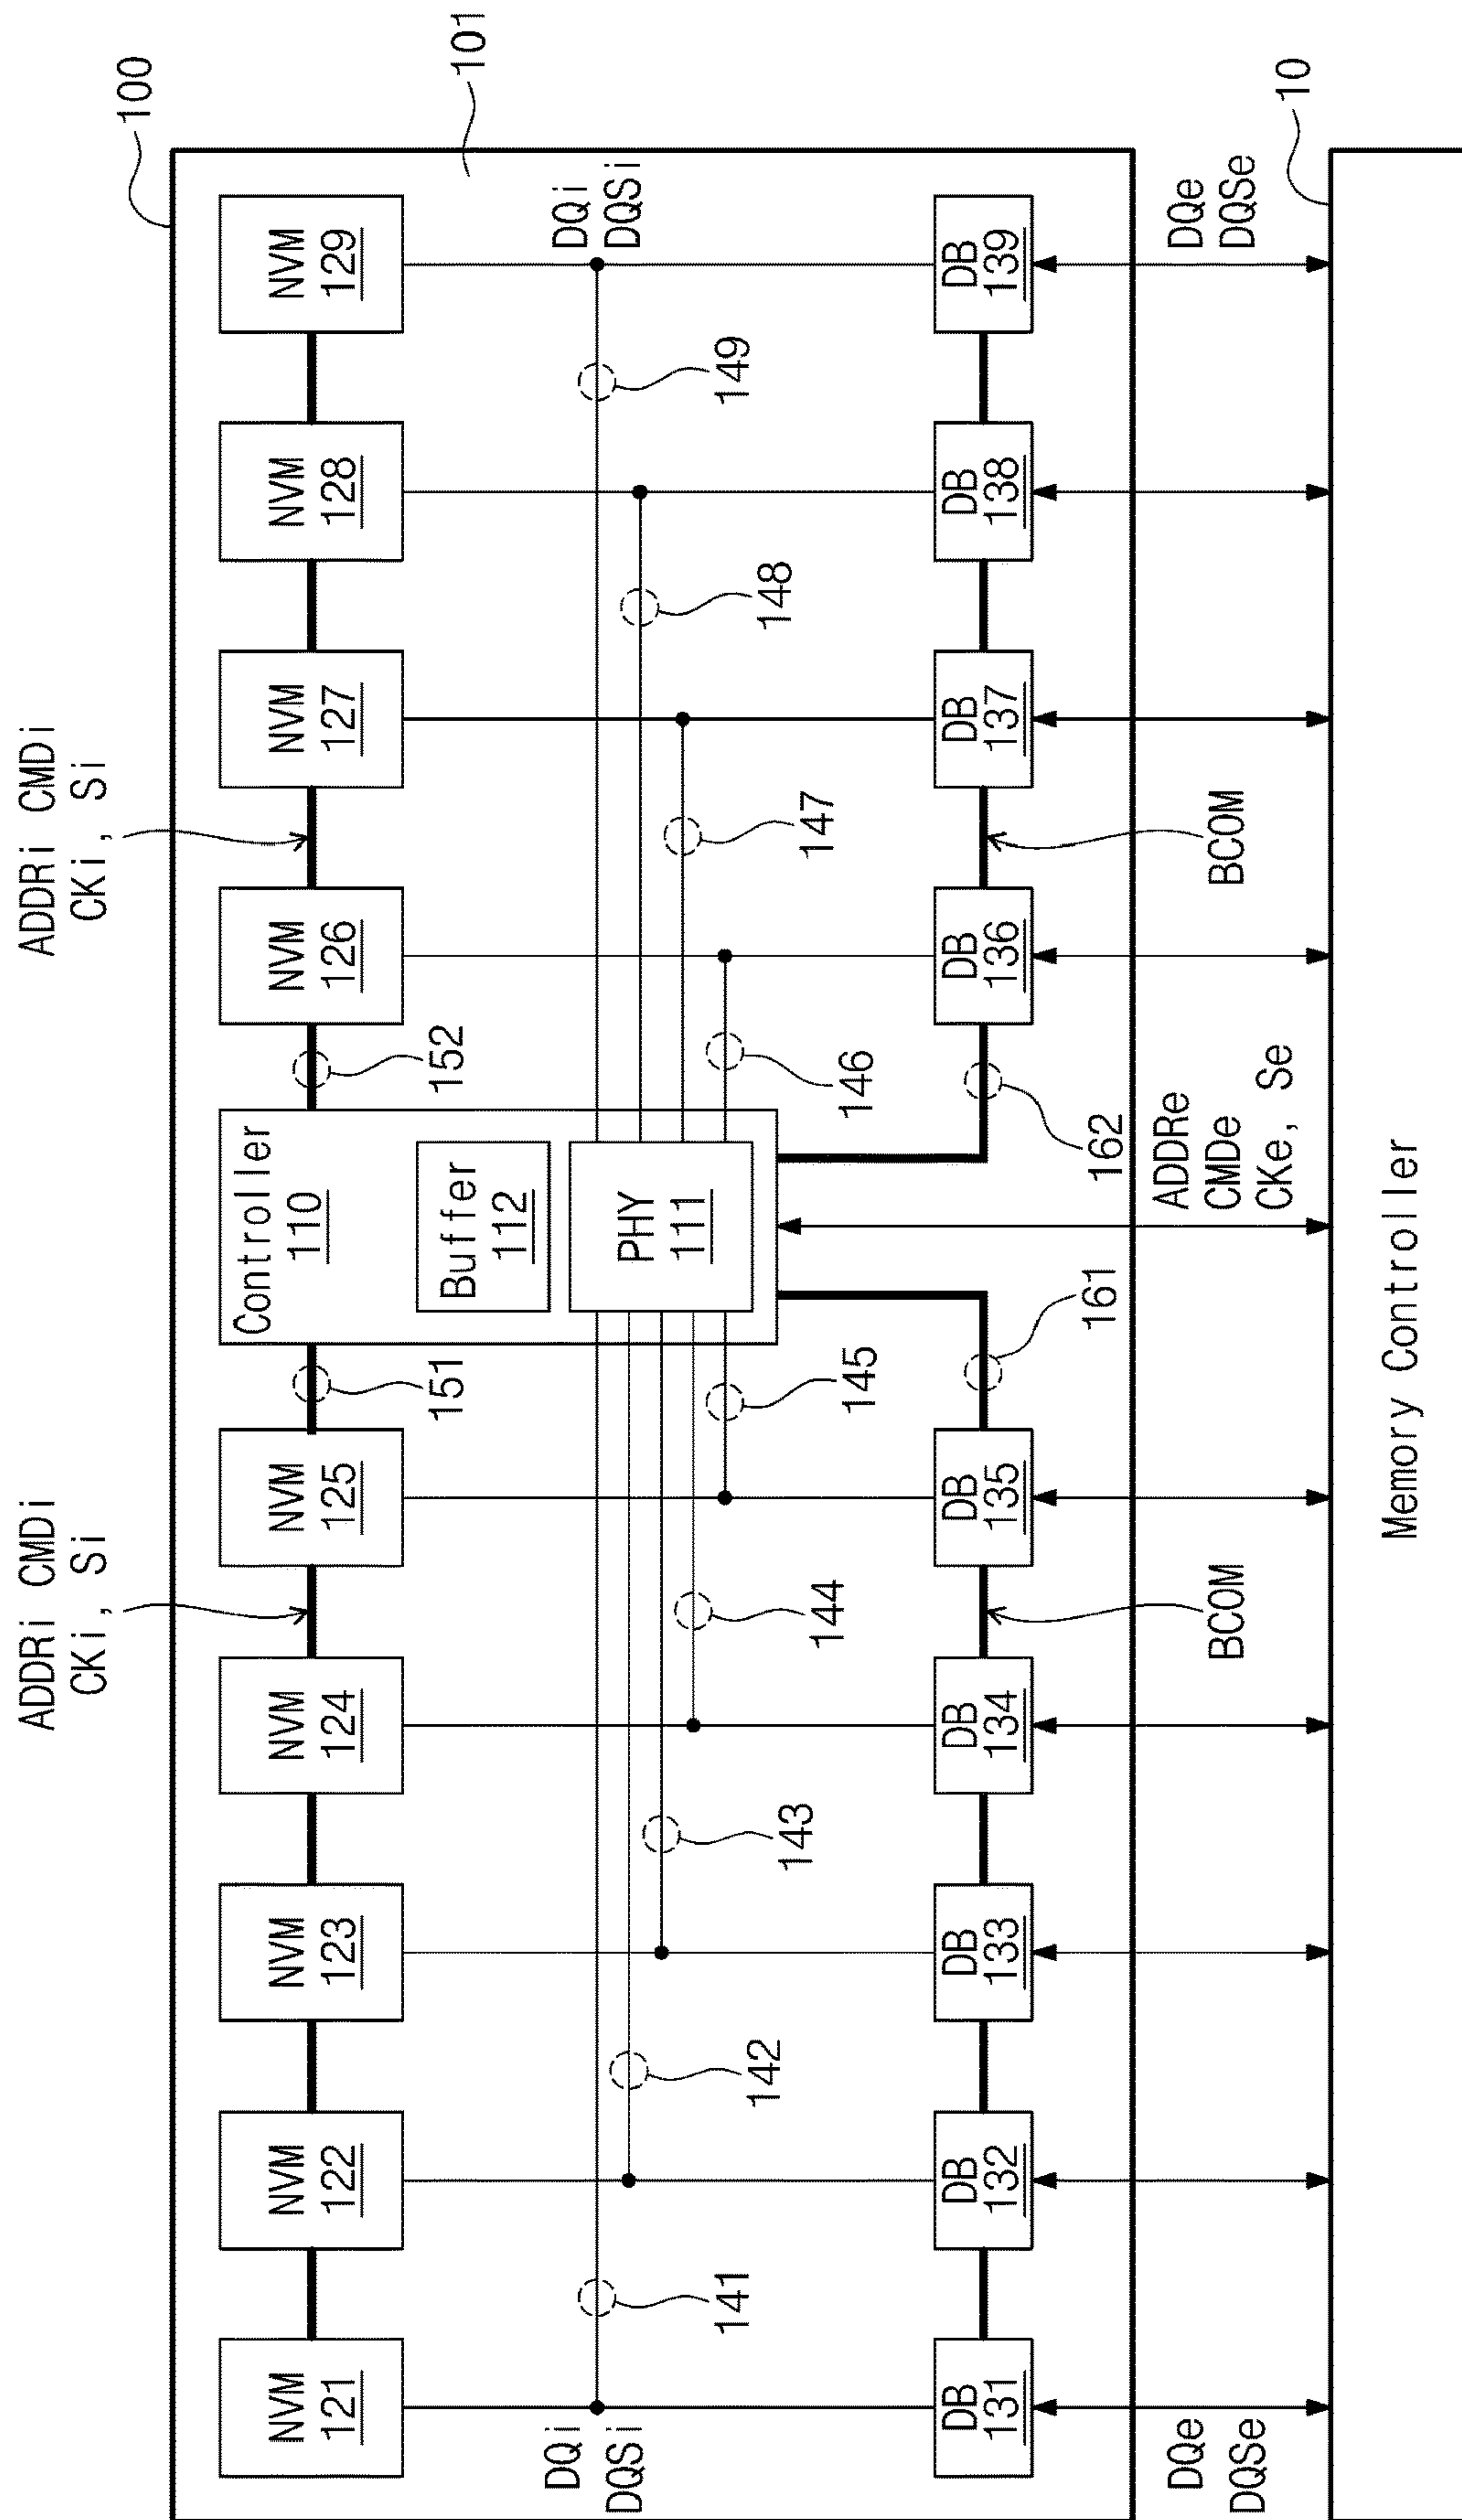 ADDRi CMDi
CKi, Si
ADDRi CMDi
CKi, Si
100
101
NVM
121
NVM
122
NVM
123
NVM
124
NVM
125
151
Controller
110
Buffer
112
PHY
111
152
NVM
126
NVM
127
NVM
128
NVM
129
DQi
DQSi
DQi
DQSi
141
142
143
144
145
146
147
148
149
DB
131
DB
132
DB
133
DB
134
DB
135
DB
136
DB
137
DB
138
DB
139
161
162
DQe
DQSe
BCOM
ADDRe
CMDe
CKe, Se
BCOM
DQe
DQSe
10
Memory Controller